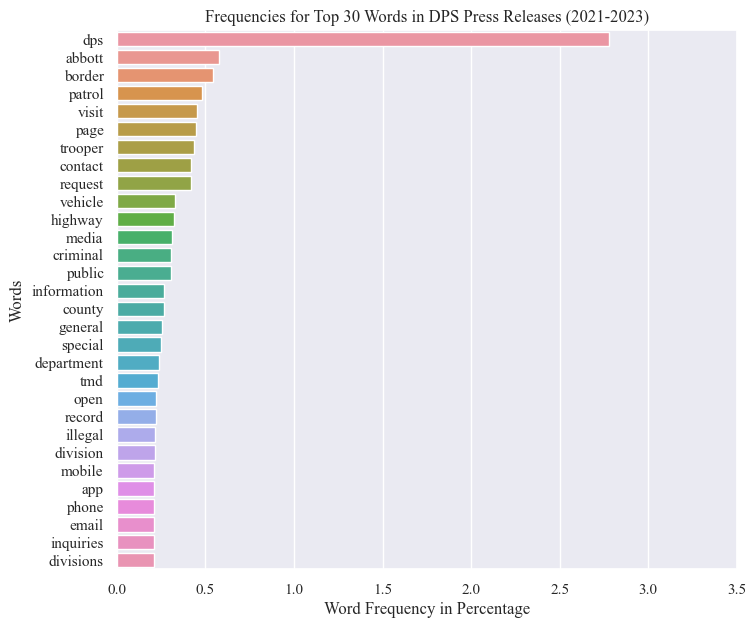 Frequencies for Top 30 Words in DPS Press Releases (2021-2023)
dps
abbott
border
patrol
visit
page
trooper
contact
request
vehicle
highway
media
criminal
public
information
county
general
special
department
tmd
open
record
illegal
division
mobile
app
phone
email
inquiries
divisions
Words
0.0 0.5 1.0 1.5 2.0 2.5 3.0 3.5
Word Frequency in Percentage